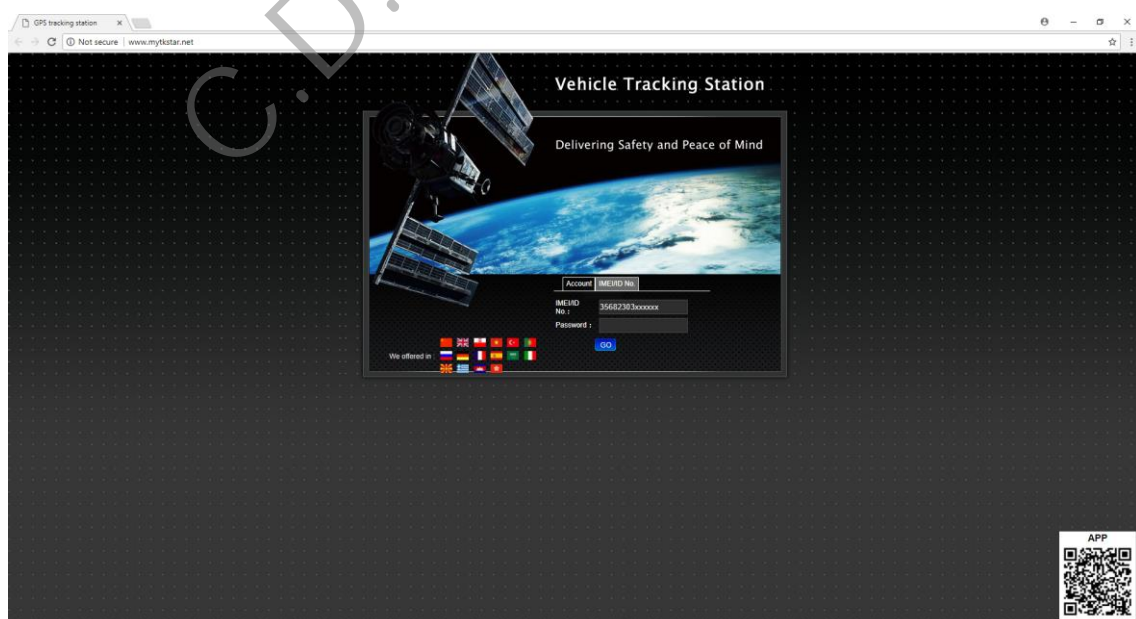 GPS tracking station
Not secure | www.mytkstar.net
C.D.
Vehicle Tracking Station
Delivering Safety and Peace of Mind
Account IMEI/ID No.
IMEI/ID No.: 35682303xxxxxx
Password :
GO
We offered in :
APP